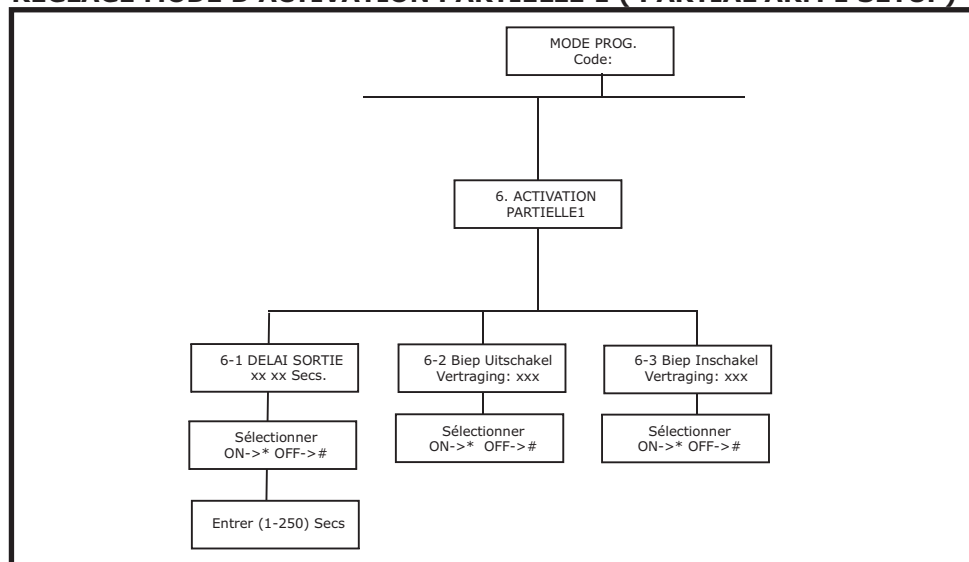 REGLAGE MODE D'ACTIVATION PARTIELLE 1 ( PARTIAL ARM 1 SETUP)
MODE PROG.
Code:
6. ACTIVATION
PARTIELLE1
6-1 DELAI SORTIE
xx xx Secs.
6-2 Biep Uitschakel
Vertraging: xxx
6-3 Biep Inschakel
Vertraging: xxx
Sélectionner
ON->* OFF->#
Sélectionner
ON->* OFF->#
Sélectionner
ON->* OFF->#
Entrer (1-250) Secs